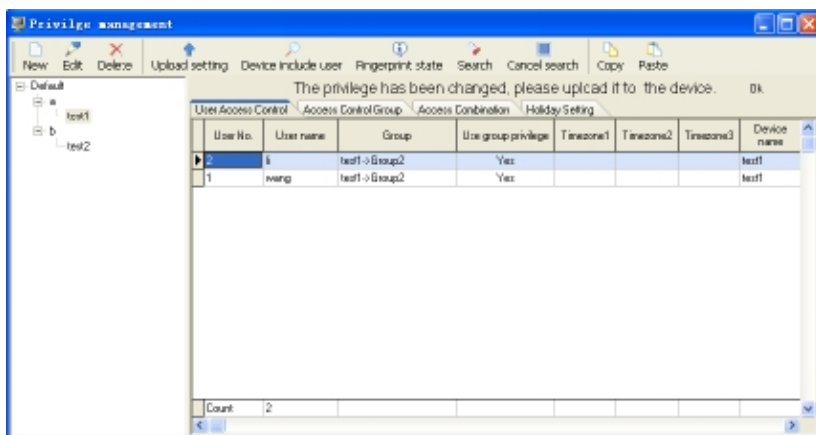 Privilge management
New Edit Delete Upload setting Device include user Fingerprint state Search Cancel search Copy Paste
Default
a
test1
b
test2
The privilege has been changed, please upload it to the device. Ok
User Access Control Access Control Group Access Combination Holiday Setting
User No. User name Group Use group privilege Timezone1 Timezone2 Timezone3 Device name
2 li test1->Group2 Yes test1
1 wang test1->Group2 Yes test1
Count 2